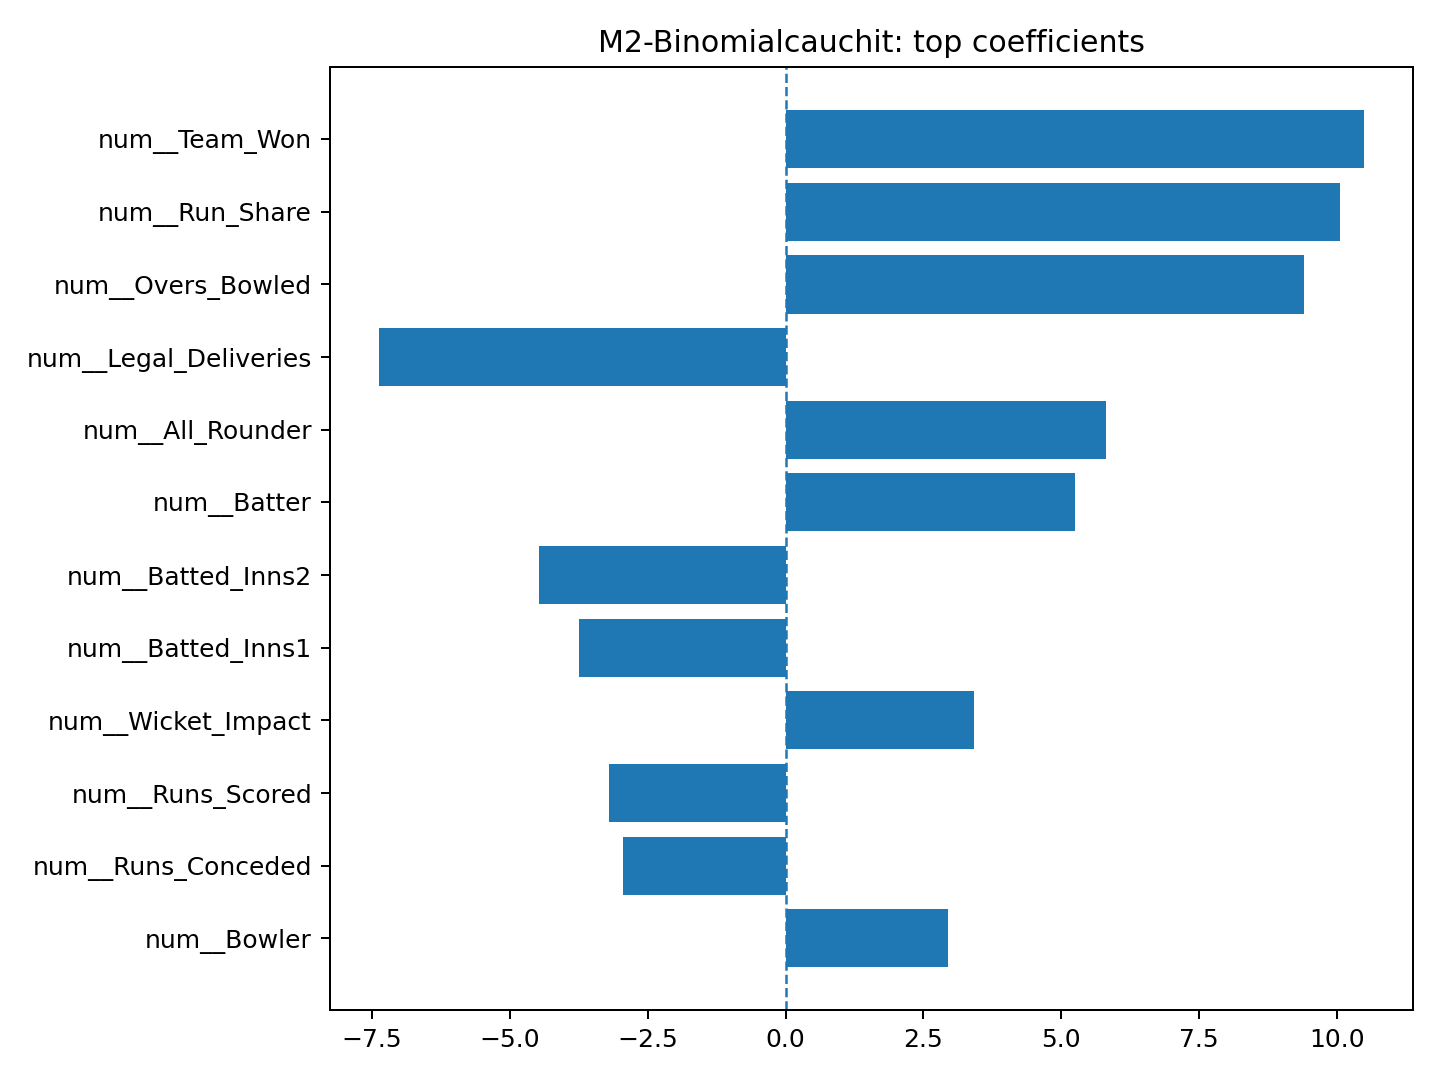 M2-Binomialcauchit: top coefficients
num__Team_Won
num__Run_Share
num__Overs_Bowled
num__Legal_Deliveries
num__All_Rounder
num__Batter
num__Batted_Inns2
num__Batted_Inns1
num__Wicket_Impact
num__Runs_Scored
num__Runs_Conceded
num__Bowler
−7.5 −5.0 −2.5 0.0 2.5 5.0 7.5 10.0